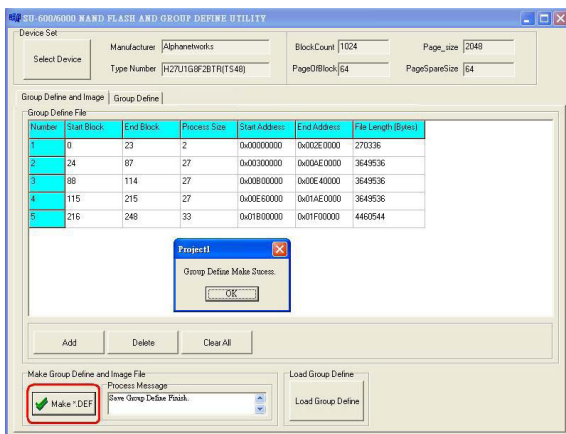 SU-600/6000 NAND FLASH AND GROUP DEFINE UTILITY
Device Set
Select Device
Manufacturer Alphanetworks BlockCount 1024 Page_size 2048
Type Number H27U1G8F2BTR(TS48) PageOfBlock 64 PageSpareSize 64
Group Define and Image Group Define
Group Define File
Number Start Block End Block Process Size Start Address End Address File Length (Bytes)
1 0 23 2 0x00000000 0x002E0000 270336
2 24 87 27 0x00300000 0x00AE0000 3649536
3 88 114 27 0x00B00000 0x00E40000 3649536
4 115 215 27 0x00E60000 0x01AE0000 3649536
5 216 248 33 0x01B00000 0x01F00000 4460544
Project1
Group Define Make Sucess.
OK
Add Delete Clear All
Make Group Define and Image File Load Group Define
Process Message
Make *.DEF Save Group Define Finish. Load Group Define